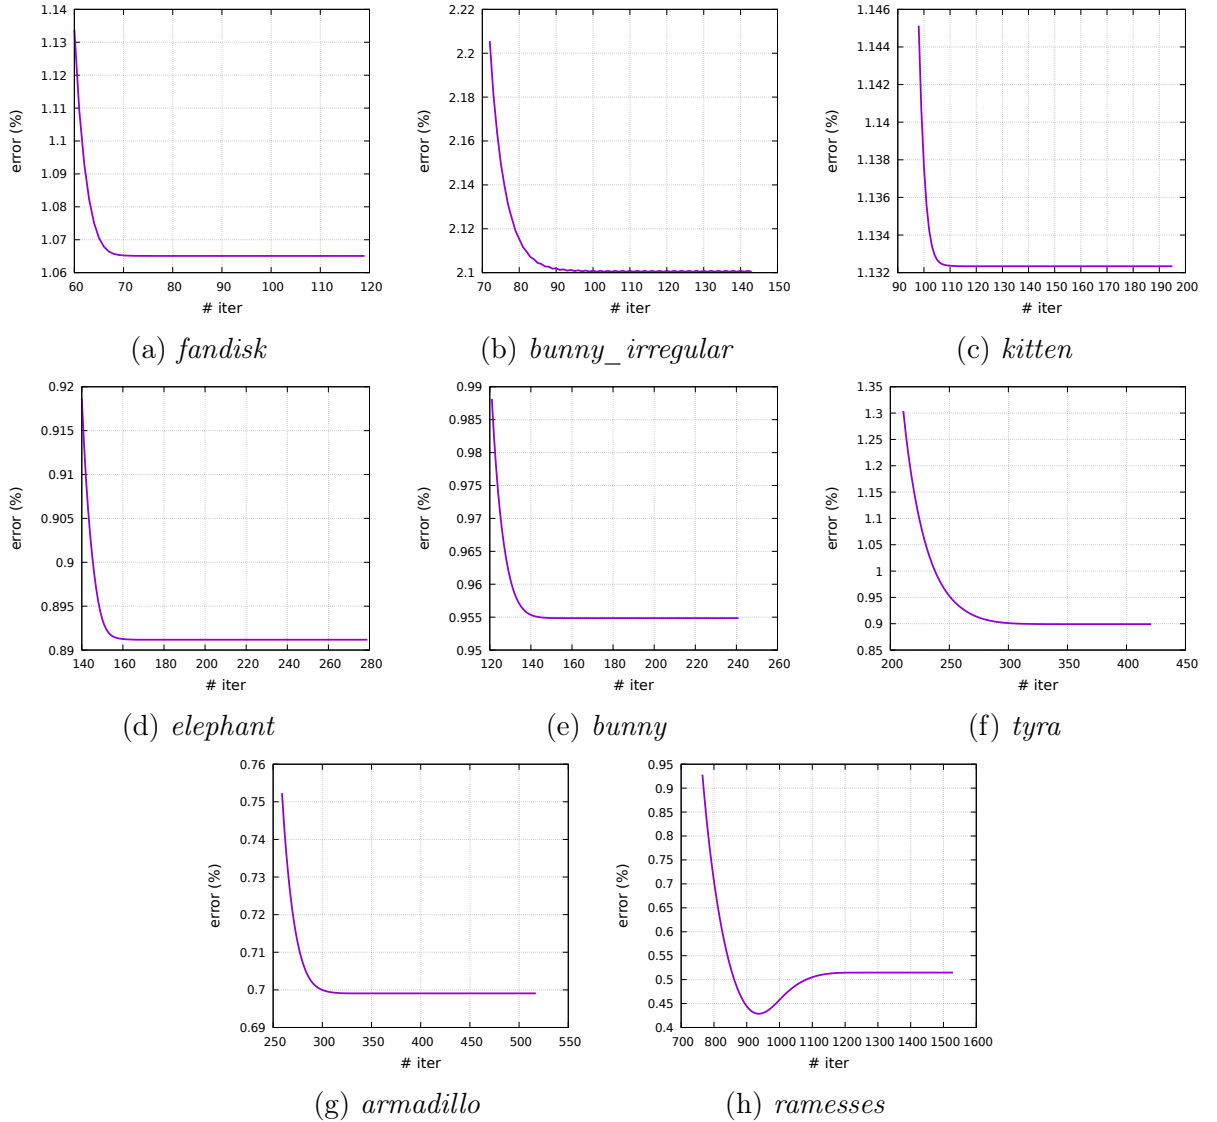 1.14
1.13
1.12
1.11
1.1
1.09
1.08
1.07
1.06
error (%)
60 70 80 90 100 110 120
# iter
(a) fandisk
2.22
2.2
2.18
2.16
2.14
2.12
2.1
error (%)
70 80 90 100 110 120 130 140 150
# iter
(b) bunny_irregular
1.146
1.144
1.142
1.14
1.138
1.136
1.134
1.132
error (%)
90 100 110 120 130 140 150 160 170 180 190 200
# iter
(c) kitten
0.92
0.915
0.91
0.905
0.9
0.895
0.89
error (%)
140 160 180 200 220 240 260 280
# iter
(d) elephant
0.99
0.985
0.98
0.975
0.97
0.965
0.96
0.955
0.95
error (%)
120 140 160 180 200 220 240 260
# iter
(e) bunny
1.35
1.3
1.25
1.2
1.15
1.1
1.05
1
0.95
0.9
0.85
error (%)
200 250 300 350 400 450
# iter
(f) tyra
0.76
0.75
0.74
0.73
0.72
0.71
0.7
0.69
error (%)
250 300 350 400 450 500 550
# iter
(g) armadillo
0.95
0.9
0.85
0.8
0.75
0.7
0.65
0.6
0.55
0.5
0.45
0.4
error (%)
700 800 900 1000 1100 1200 1300 1400 1500 1600
# iter
(h) ramesses